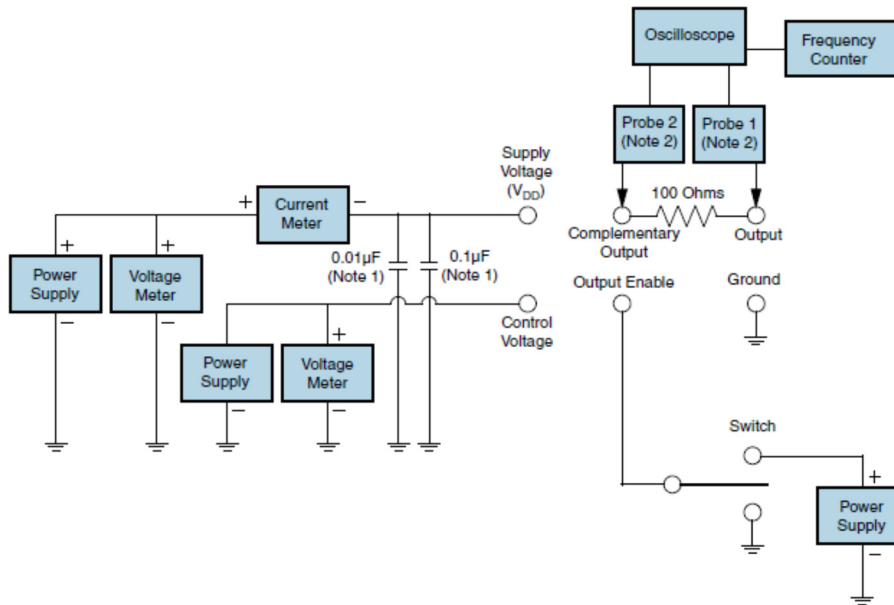 Oscilloscope
Frequency
Counter
Probe 2
(Note 2)
Probe 1
(Note 2)
Supply
Voltage
(VDD)
+
Current
Meter
−
100 Ohms
Complementary
Output
Output
+
Power
Supply
−
+
Voltage
Meter
−
0.01µF
(Note 1)
0.1µF
(Note 1)
Output Enable
Ground
Control
Voltage
Power
Supply
−
+
Voltage
Meter
−
Switch
+
Power
Supply
−